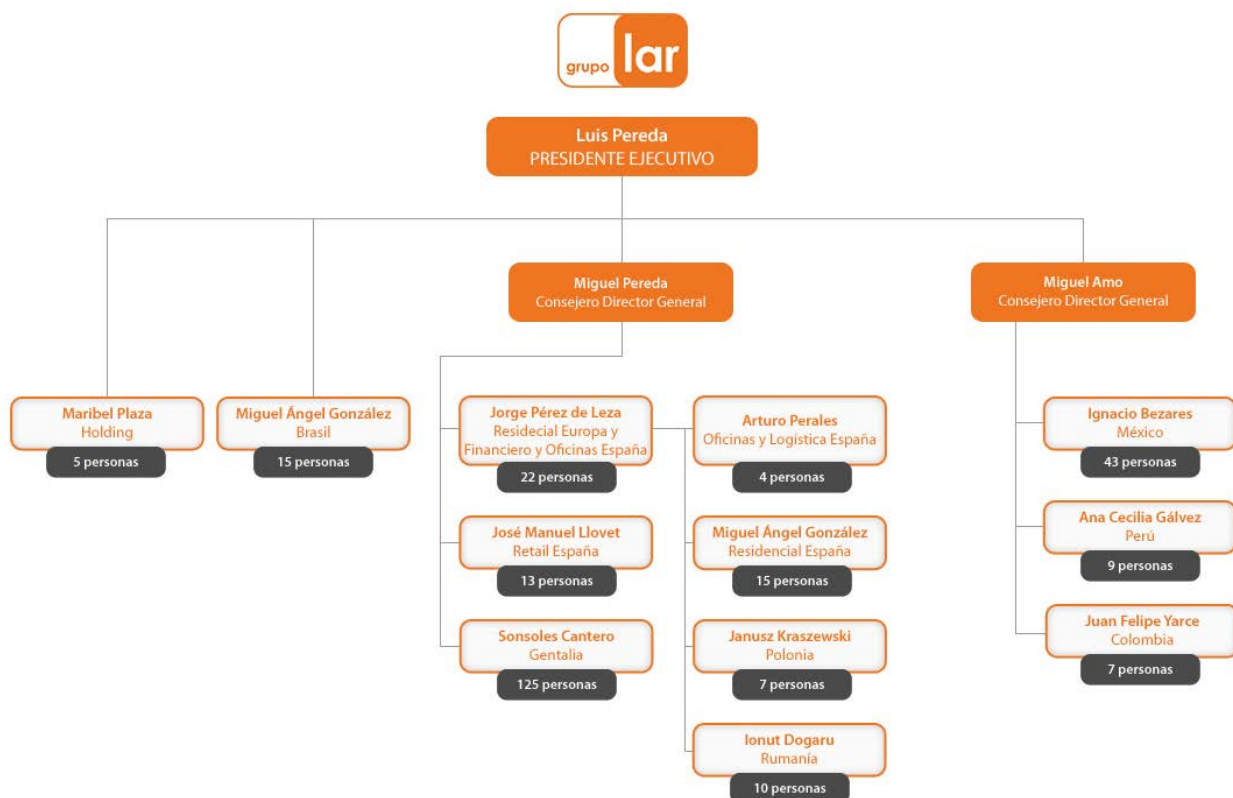 grupo lar
Luis Pereda
PRESIDENTE EJECUTIVO
Miguel Pereda
Consejero Director General
Miguel Amo
Consejero Director General
Maribel Plaza
Holding
5 personas
Miguel Ángel González
Brasil
15 personas
Jorge Pérez de Leza
Residecial Europa y
Financiero y Oficinas España
22 personas
Arturo Perales
Oficinas y Logística España
4 personas
Ignacio Bezares
México
43 personas
José Manuel Llovet
Retail España
13 personas
Miguel Ángel González
Residencial España
15 personas
Ana Cecilia Gálvez
Perú
9 personas
Sonsoles Cantero
Gentalia
125 personas
Janusz Kraszewski
Polonia
7 personas
Juan Felipe Yarce
Colombia
7 personas
Ionut Dogaru
Rumanía
10 personas